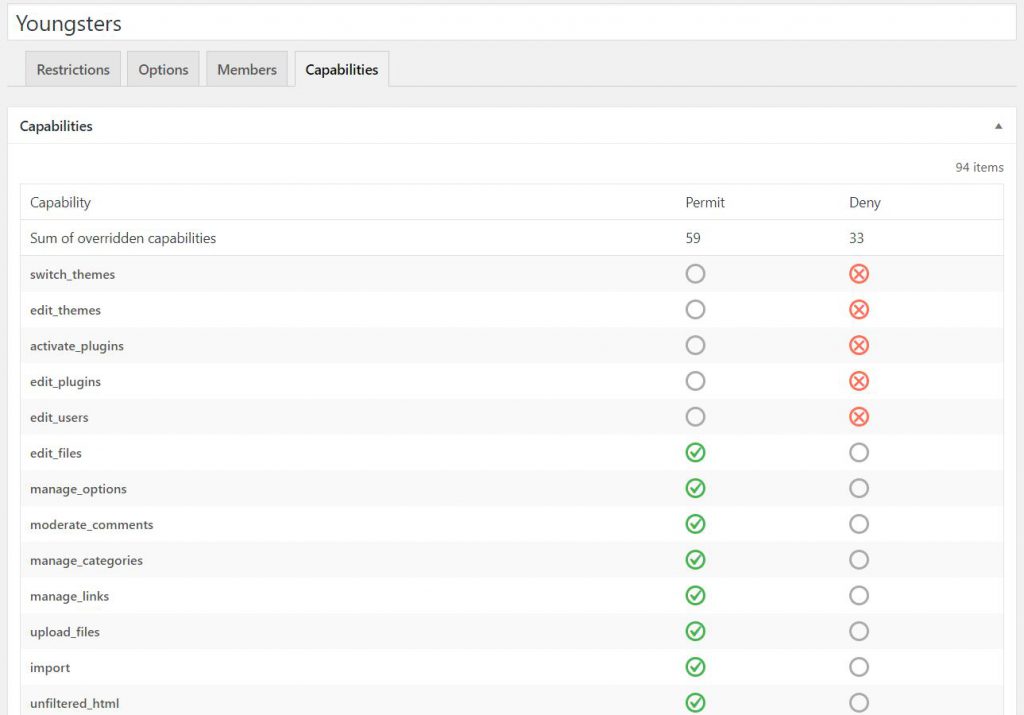 Youngsters
Restrictions Options Members Capabilities
Capabilities
94 items
Capability Permit Deny
Sum of overridden capabilities 59 33
switch_themes
edit_themes
activate_plugins
edit_plugins
edit_users
edit_files
manage_options
moderate_comments
manage_categories
manage_links
upload_files
import
unfiltered_html